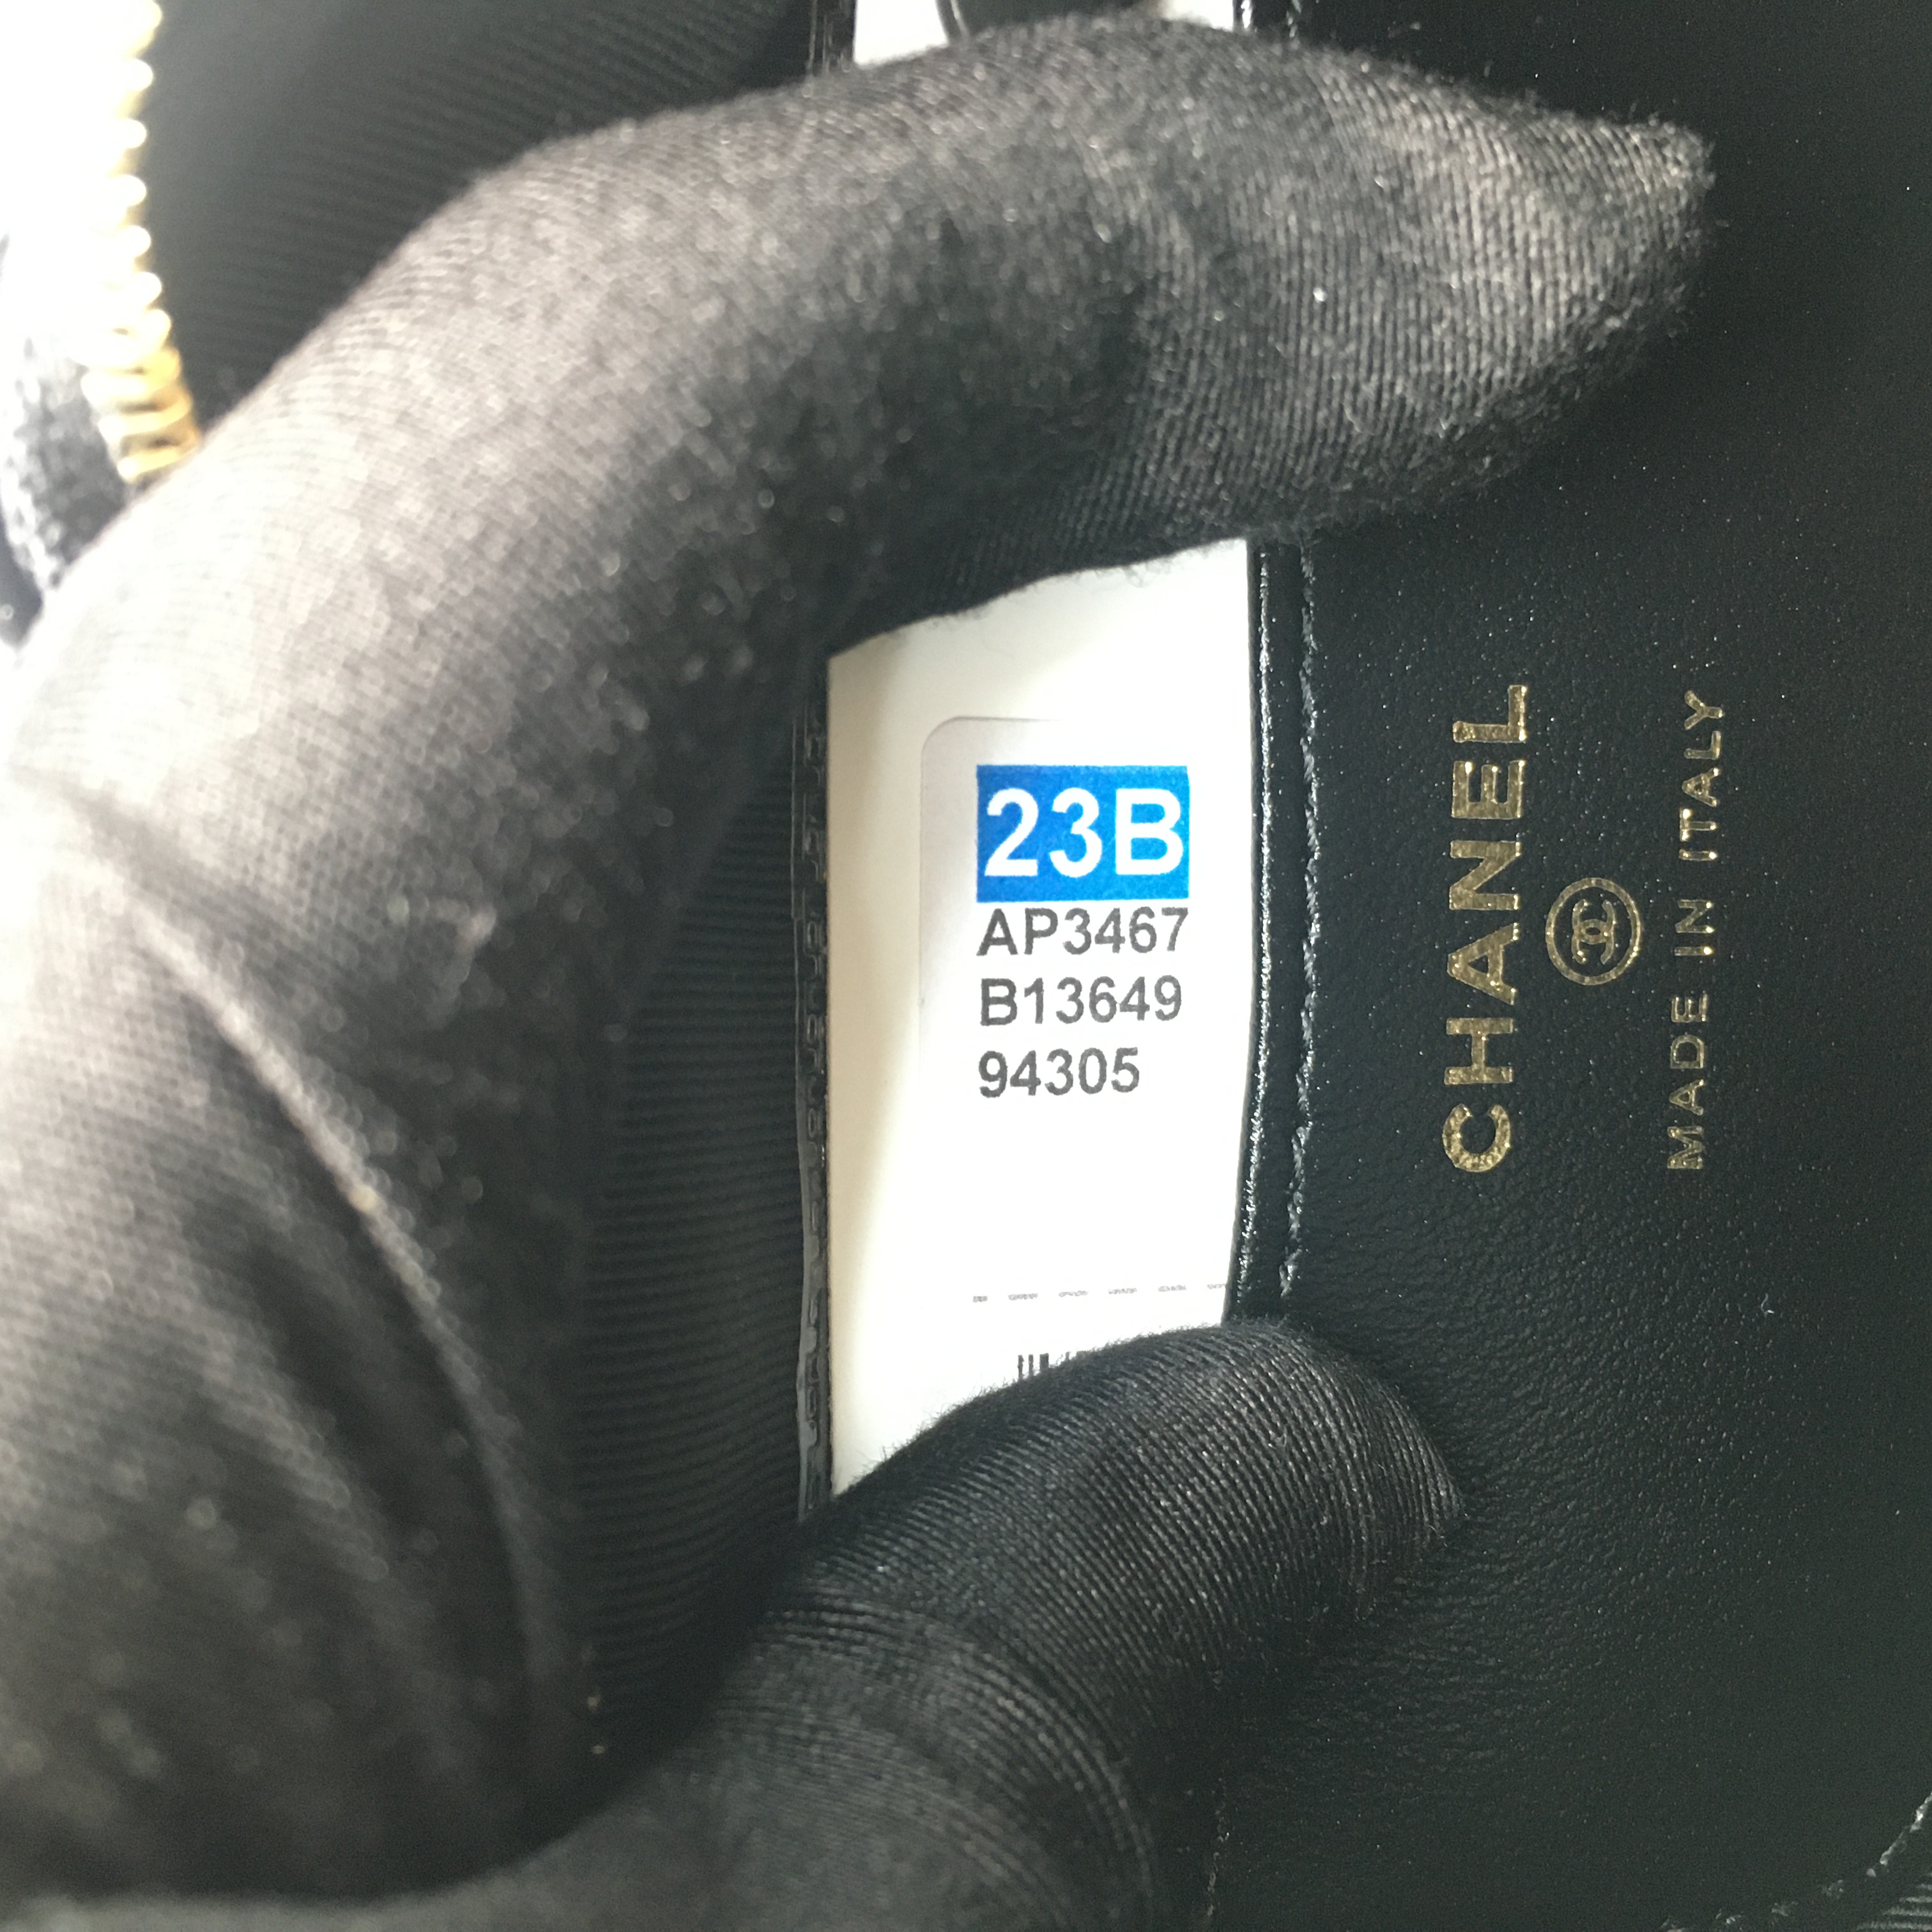 23B
AP3467
B13649
94305
CHANEL
MADE IN ITALY